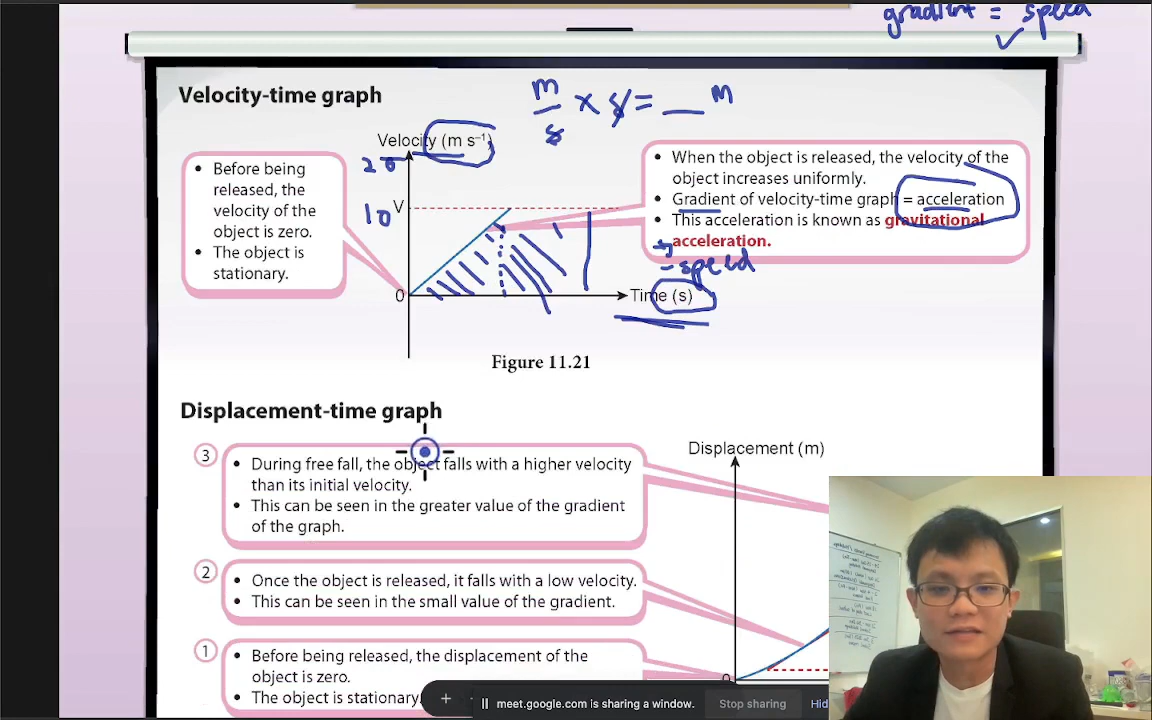 gradient = speed
Velocity-time graph
m/s × s = __ m
Velocity (m s⁻¹)
20
10 V
0
Time (s)
• Before being
released, the
velocity of the
object is zero.
• The object is
stationary.
• When the object is released, the velocity of the
object increases uniformly.
• Gradient of velocity-time graph = acceleration
• This acceleration is known as gravitational
acceleration.
speed
Figure 11.21
Displacement-time graph
3
• During free fall, the object falls with a higher velocity
than its initial velocity.
• This can be seen in the greater value of the gradient
of the graph.
2
• Once the object is released, it falls with a low velocity.
• This can be seen in the small value of the gradient.
1
• Before being released, the displacement of the
object is zero.
• The object is stationary
Displacement (m)
0
meet.google.com is sharing a window.
Stop sharing
Hid